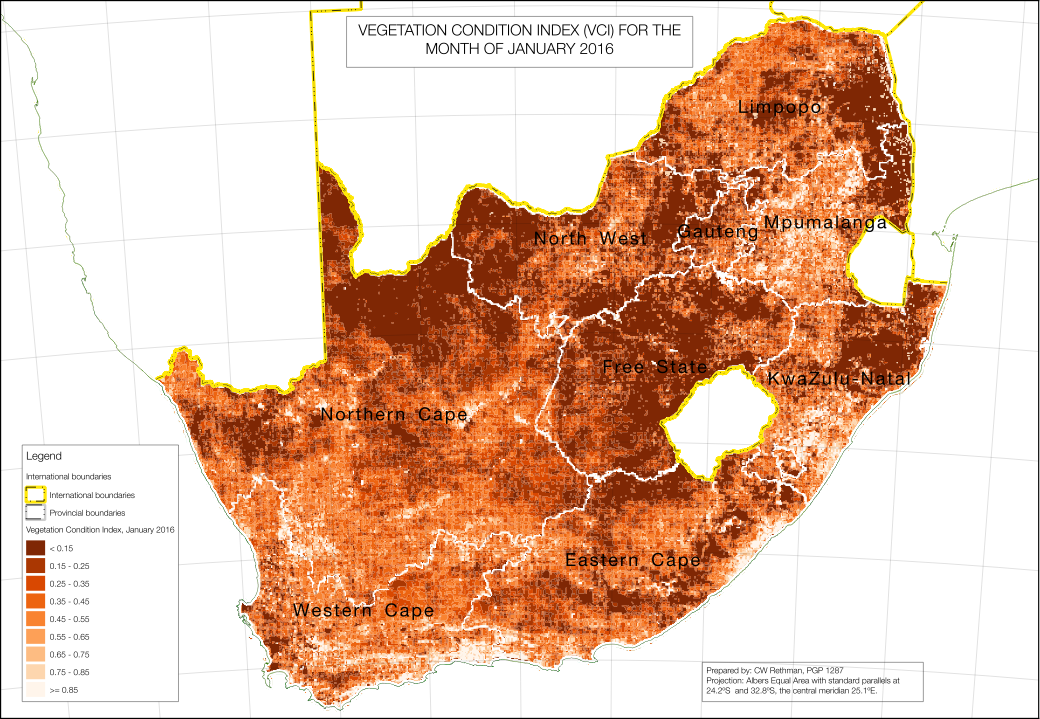 VEGETATION CONDITION INDEX (VCI) FOR THE
MONTH OF JANUARY 2016
Limpopo
North West
Gauteng
Mpumalanga
Free State
KwaZulu-Natal
Northern Cape
Eastern Cape
Western Cape
Legend
International boundaries
International boundaries
Provincial boundaries
Vegetation Condition Index, January 2016
< 0.15
0.15 - 0.25
0.25 - 0.35
0.35 - 0.45
0.45 - 0.55
0.55 - 0.65
0.65 - 0.75
0.75 - 0.85
>= 0.85
Prepared by: CW Rethman, PGP 1287
Projection: Albers Equal Area with standard parallels at
24.2ºS and 32.8ºS, the central meridian 25.1ºE.